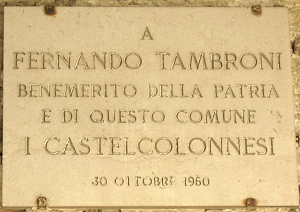 A
FERNANDO TAMBRONI
BENEMERITO DELLA PATRIA
E DI QUESTO COMUNE
I CASTELCOLONNESI
30 OTTOBRE 1960